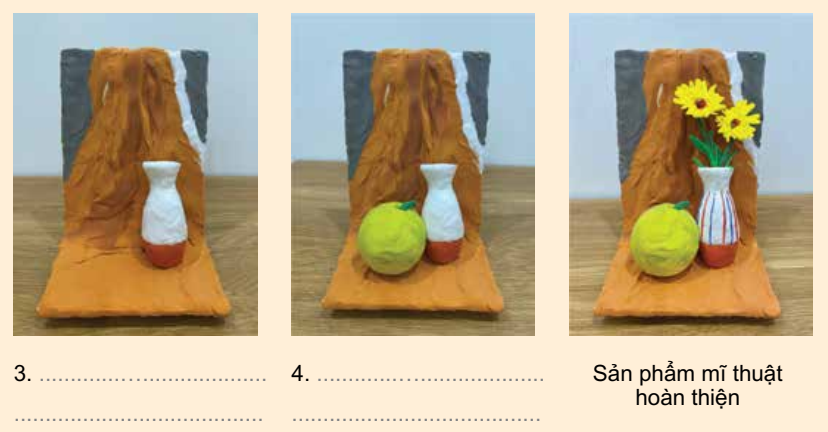 3. ........................................
4. ........................................
Sản phẩm mĩ thuật
hoàn thiện